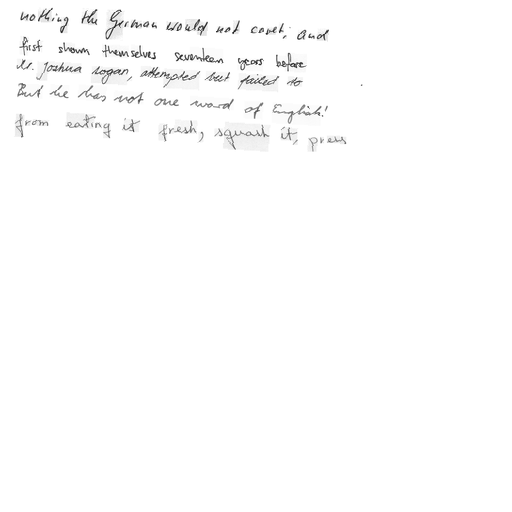 nothing the German would not covet; and
first shown themselves seventeen years before
Mr. Joshua Logan, attempted but failed to
But he has not one word of English!
from eating it fresh, squash it, press